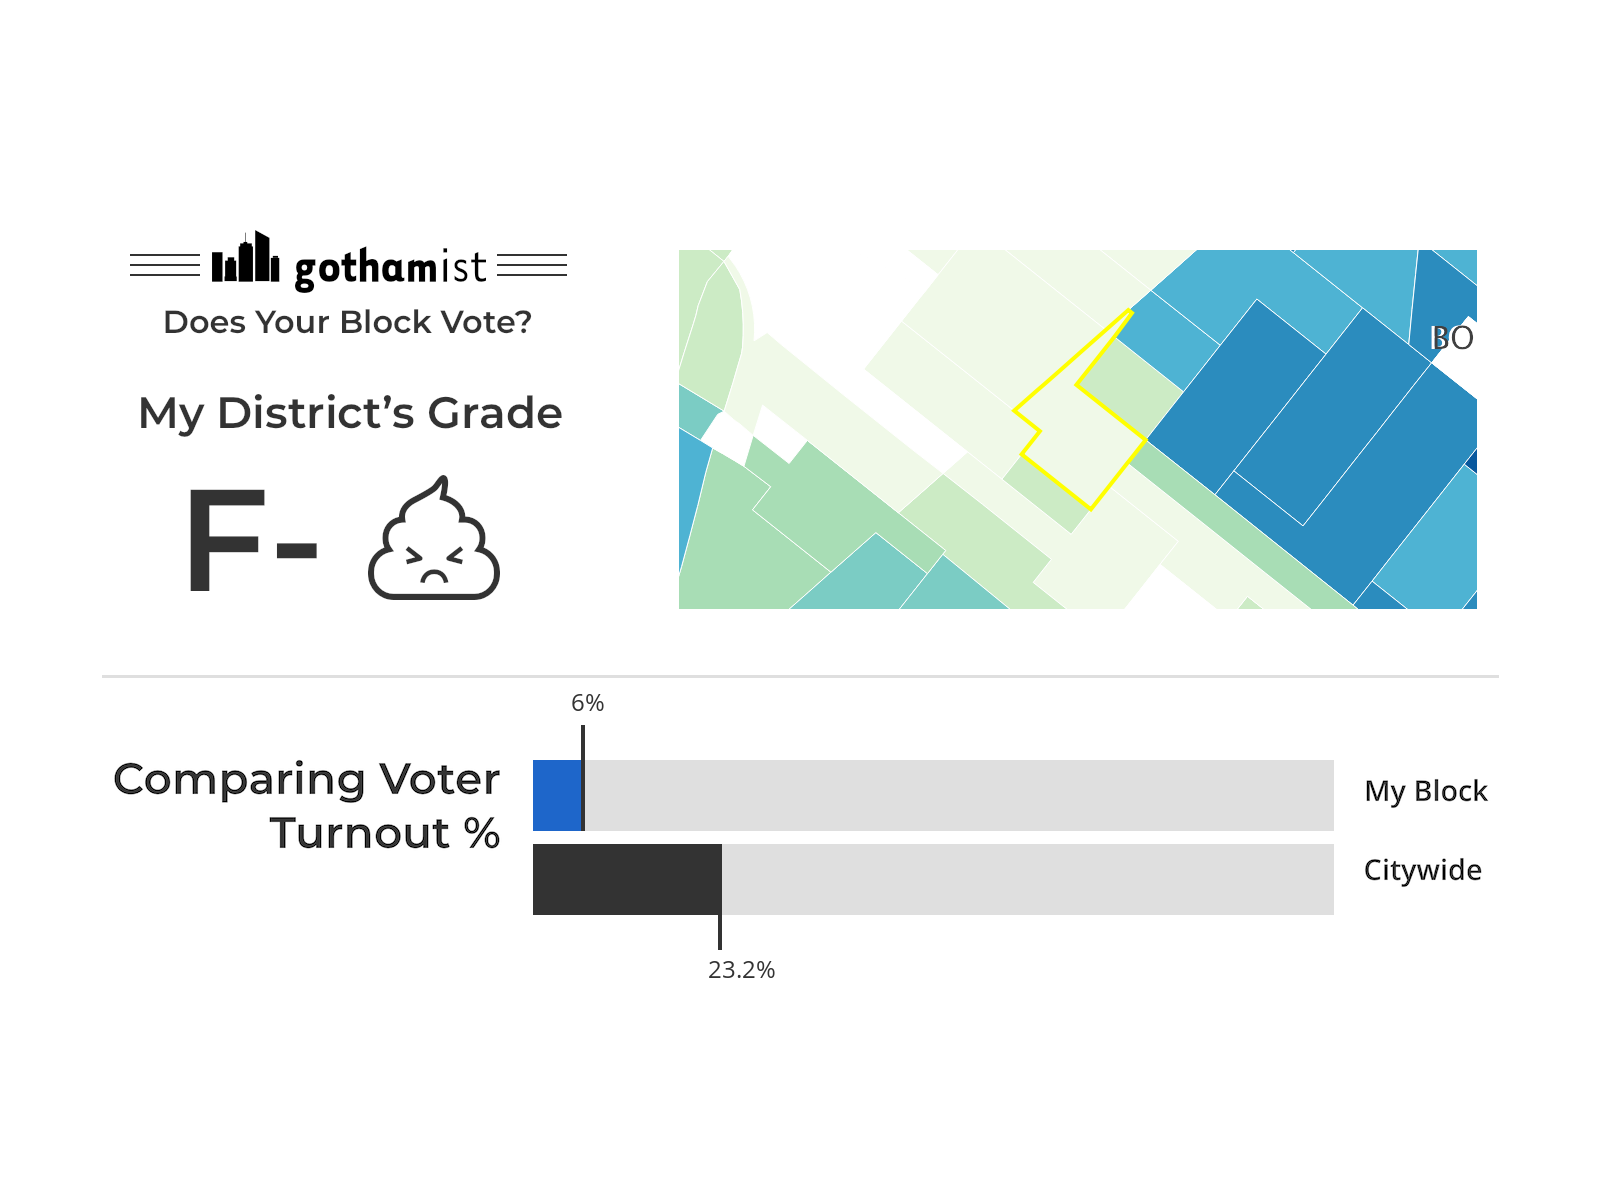 gothamist
Does Your Block Vote?
My District’s Grade
F-
BO
6%
Comparing Voter
Turnout %
My Block
Citywide
23.2%